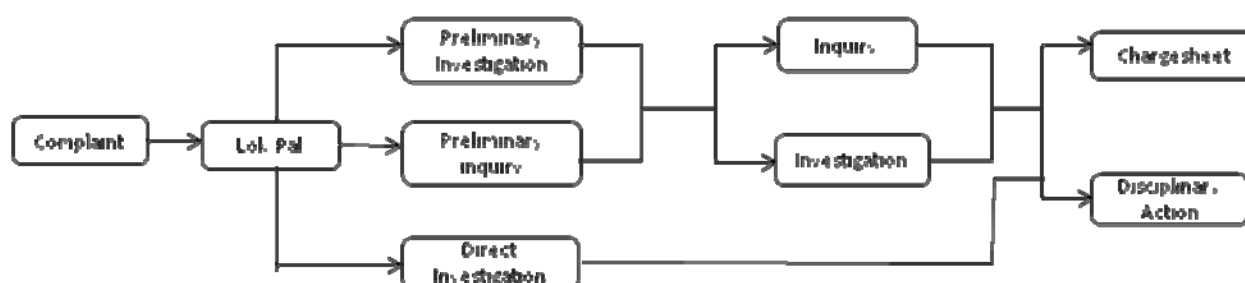 Complaint
Lok Pal
Preliminary
Investigation
Preliminary
Inquiry
Direct
Investigation
Inquiry
Investigation
Chargesheet
Disciplinary
Action